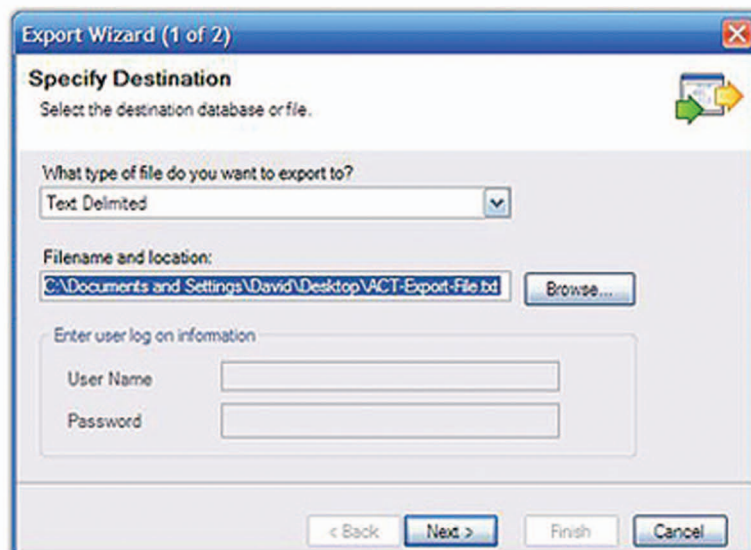 Export Wizard (1 of 2)
Specify Destination
Select the destination database or file.
What type of file do you want to export to?
Text Delimited
Filename and location:
C:\Documents and Settings\David\Desktop\ACT-Export-File.txt
Browse...
Enter user log on information
User Name
Password
< Back
Next >
Finish
Cancel